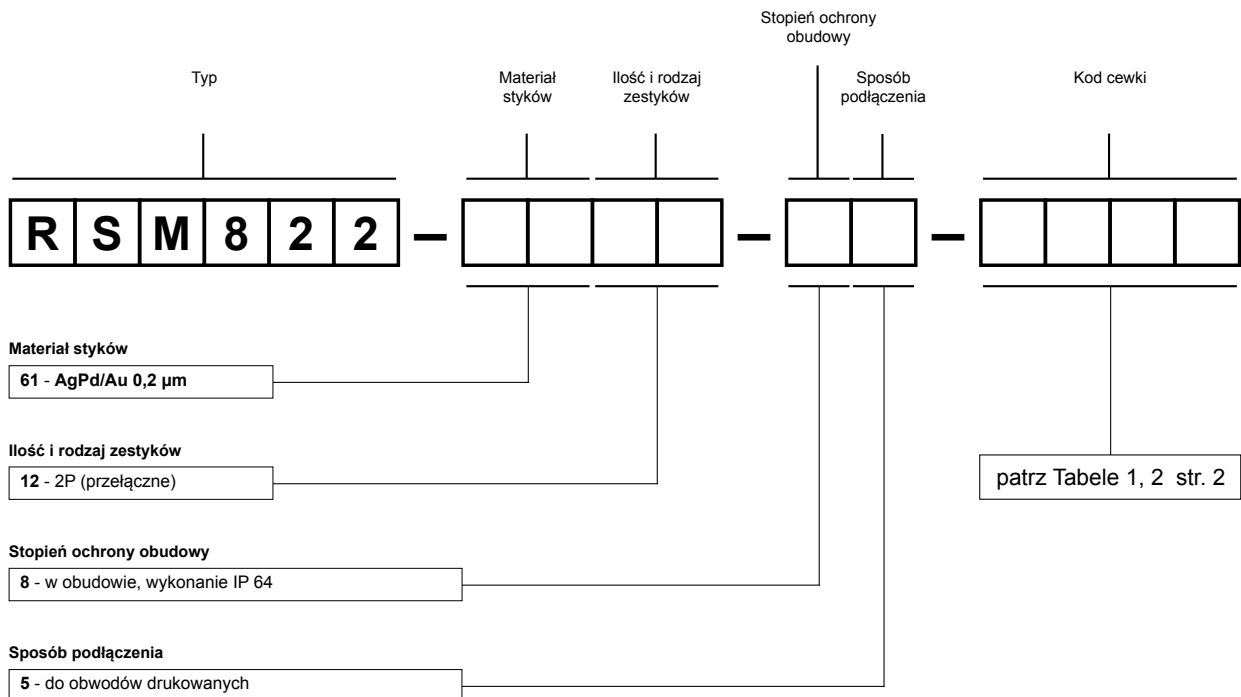 Stopień ochrony
obudowy
Typ
Materiał
styków
Ilość i rodzaj
zestyków
Sposób
podłączenia
Kod cewki
R S M 8 2 2 – – –
Materiał styków
61 - AgPd/Au 0,2 µm
Ilość i rodzaj zestyków
12 - 2P (przełączne)
patrz Tabele 1, 2 str. 2
Stopień ochrony obudowy
8 - w obudowie, wykonanie IP 64
Sposób podłączenia
5 - do obwodów drukowanych